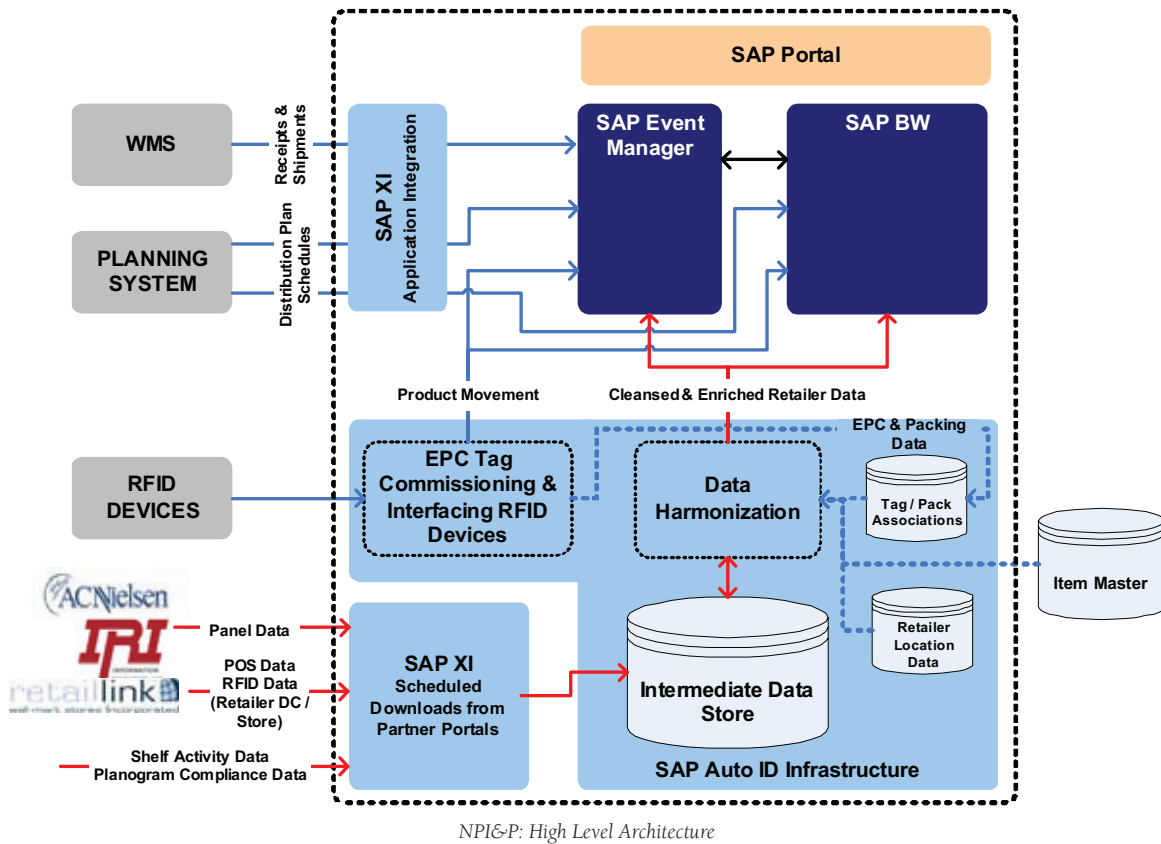 SAP Portal
WMS
Receipts &
Shipments
SAP XI
Application Integration
SAP Event
Manager
SAP BW
PLANNING
SYSTEM
Distribution Plan
Schedules
Product Movement
Cleansed & Enriched Retailer Data
RFID
DEVICES
EPC Tag
Commissioning &
Interfacing RFID
Devices
Data
Harmonization
EPC & Packing
Data
Tag / Pack
Associations
Item Master
Retailer
Location
Data
ACNielsen
IRI
INFORMATION
retaillink
wal-mart stores incorporated
Panel Data
POS Data
RFID Data
(Retailer DC /
Store)
Shelf Activity Data
Planogram Compliance Data
SAP XI
Scheduled
Downloads from
Partner Portals
Intermediate Data
Store
SAP Auto ID Infrastructure
NPI&P: High Level Architecture